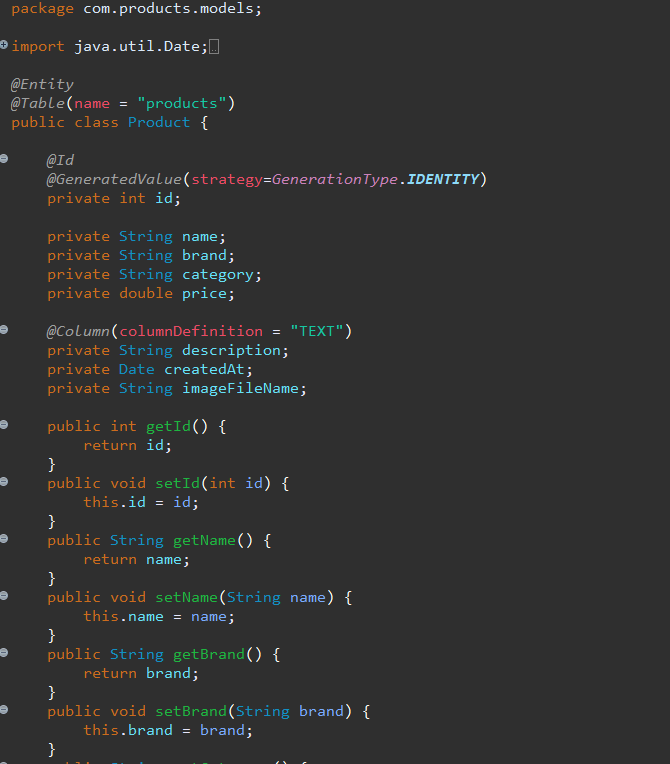 package com.products.models;
import java.util.Date;
@Entity
@Table(name = "products")
public class Product {
@Id
@GeneratedValue(strategy=GenerationType.IDENTITY)
private int id;
private String name;
private String brand;
private String category;
private double price;
@Column(columnDefinition = "TEXT")
private String description;
private Date createdAt;
private String imageFileName;
public int getId() {
return id;
}
public void setId(int id) {
this.id = id;
}
public String getName() {
return name;
}
public void setName(String name) {
this.name = name;
}
public String getBrand() {
return brand;
}
public void setBrand(String brand) {
this.brand = brand;
}